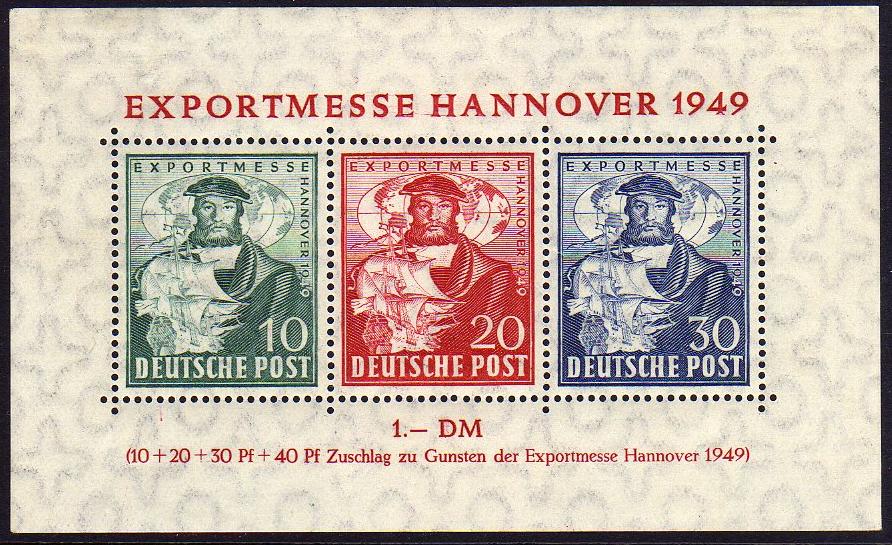 EXPORTMESSE HANNOVER 1949
EXPORTMESSE
HANNOVER 1949
10
DEUTSCHE POST
EXPORTMESSE
HANNOVER 1949
20
DEUTSCHE POST
EXPORTMESSE
HANNOVER 1949
30
DEUTSCHE POST
1.— DM
(10+20+30 Pf+40 Pf Zuschlag zu Gunsten der Exportmesse Hannover 1949)